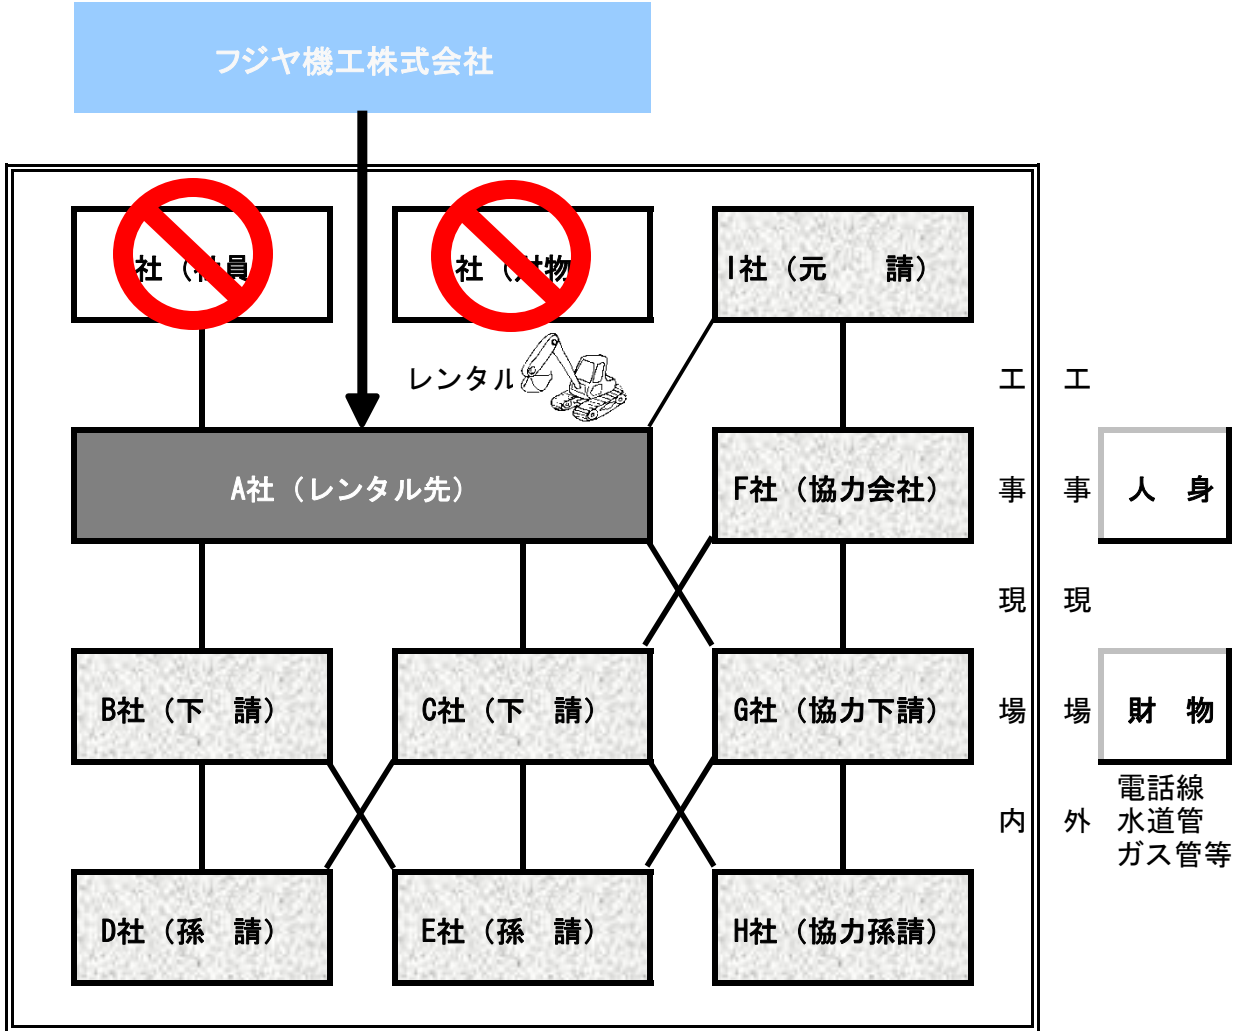 フジヤ機工株式会社
社（社員
社（財物
I社（元　　請）
レンタル
A社（レンタル先）
F社（協力会社）
B社（下　請）
C社（下　請）
G社（協力下請）
D社（孫　請）
E社（孫　請）
H社（協力孫請）
工事現場内
工事現場外
人　身
財　物
電話線
水道管
ガス管等